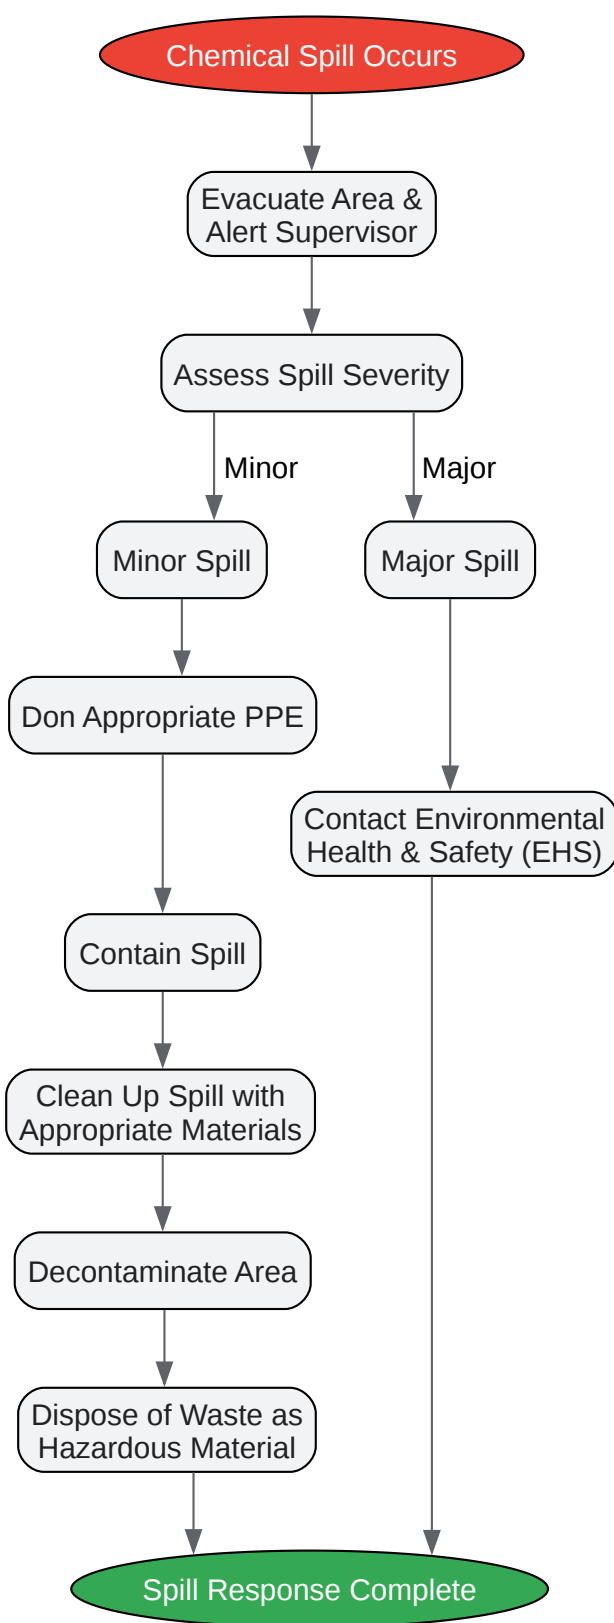 Chemical Spill Occurs
Evacuate Area &
Alert Supervisor
Assess Spill Severity
Minor
Major
Minor Spill
Major Spill
Don Appropriate PPE
Contact Environmental
Health & Safety (EHS)
Contain Spill
Clean Up Spill with
Appropriate Materials
Decontaminate Area
Dispose of Waste as
Hazardous Material
Spill Response Complete